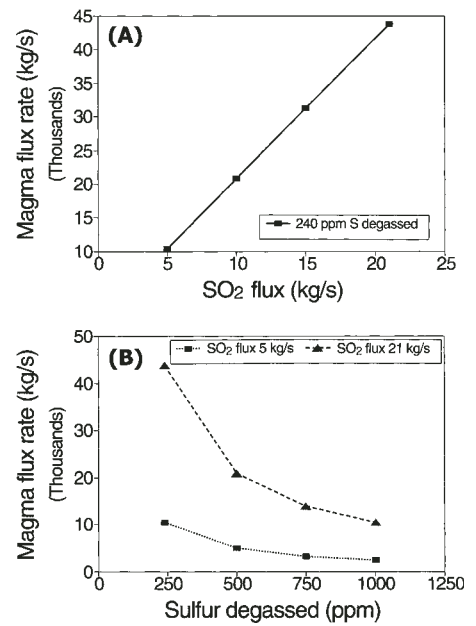 (A)
Magma flux rate (kg/s)
(Thousands)
45
40
35
30
25
20
15
10
0 5 10 15 20 25
240 ppm S degassed
SO2 flux (kg/s)
(B)
SO2 flux 5 kg/s SO2 flux 21 kg/s
Magma flux rate (kg/s)
(Thousands)
50
40
30
20
10
0
0 250 500 750 1000 1250
Sulfur degassed (ppm)